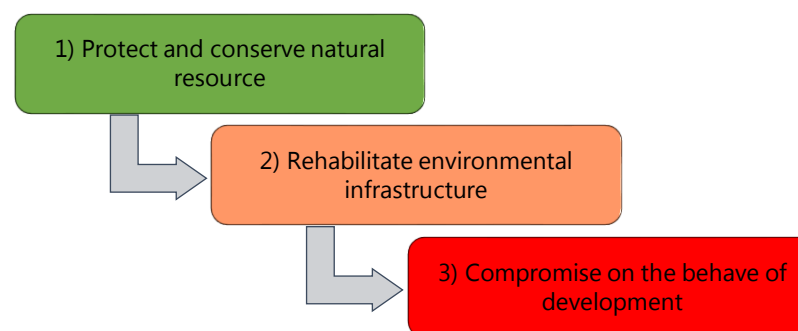 1) Protect and conserve natural
resource
2) Rehabilitate environmental
infrastructure
3) Compromise on the behave of
development